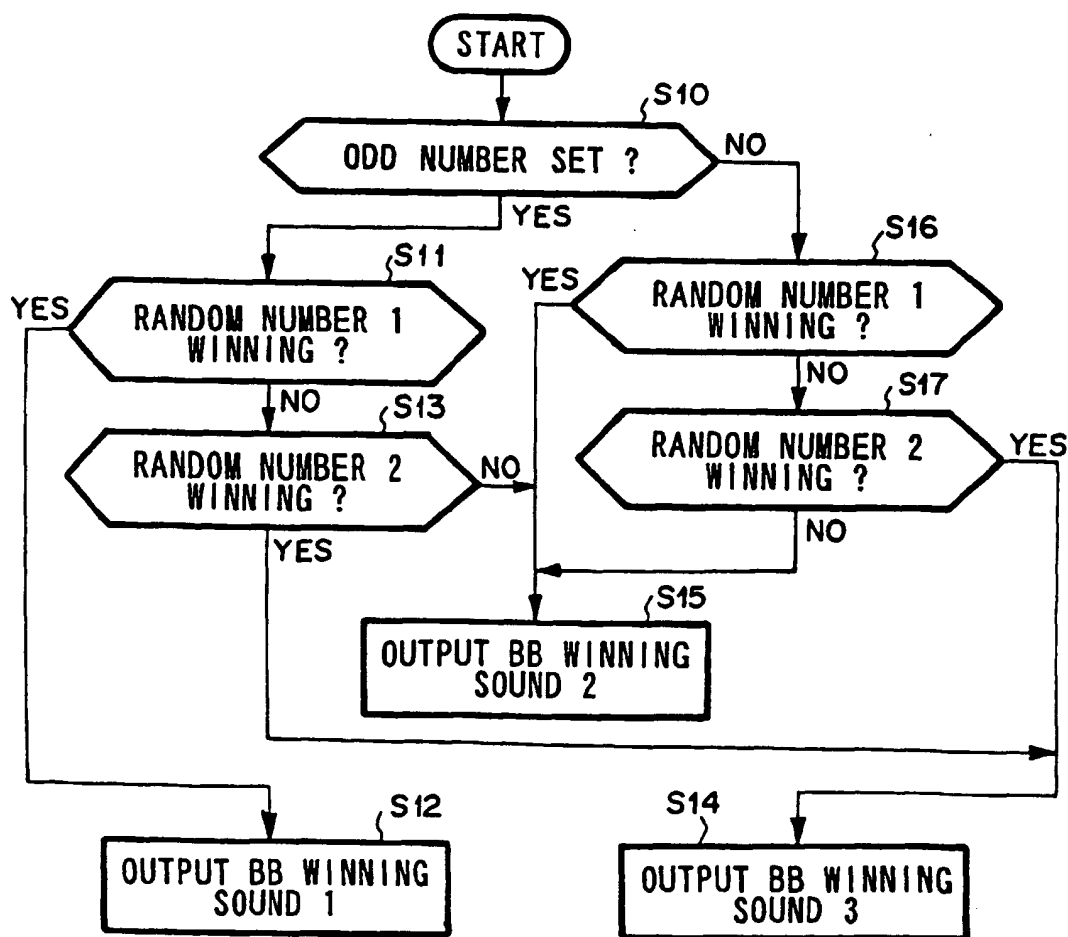 START
S10
ODD NUMBER SET ?
NO
YES
S11
S16
YES
RANDOM NUMBER 1
WINNING ?
YES
RANDOM NUMBER 1
WINNING ?
NO
S13
NO
S17
RANDOM NUMBER 2
WINNING ?
NO
RANDOM NUMBER 2
WINNING ?
YES
YES
NO
S15
OUTPUT BB WINNING
SOUND 2
S12
OUTPUT BB WINNING
SOUND 1
S14
OUTPUT BB WINNING
SOUND 3